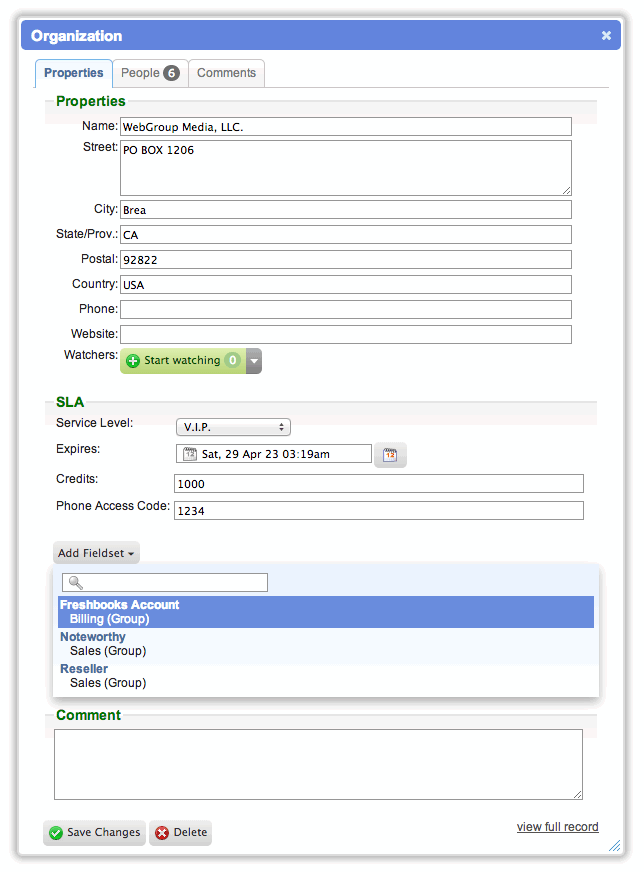 Organization
Properties People 6 Comments
Properties
Name: WebGroup Media, LLC.
Street: PO BOX 1206
City: Brea
State/Prov.: CA
Postal: 92822
Country: USA
Phone:
Website:
Watchers: Start watching 0
SLA
Service Level: V.I.P.
Expires: 12 Sat, 29 Apr 23 03:19am 12
Credits: 1000
Phone Access Code: 1234
Add Fieldset
Freshbooks Account
Billing (Group)
Noteworthy
Sales (Group)
Reseller
Sales (Group)
Comment
Save Changes Delete view full record